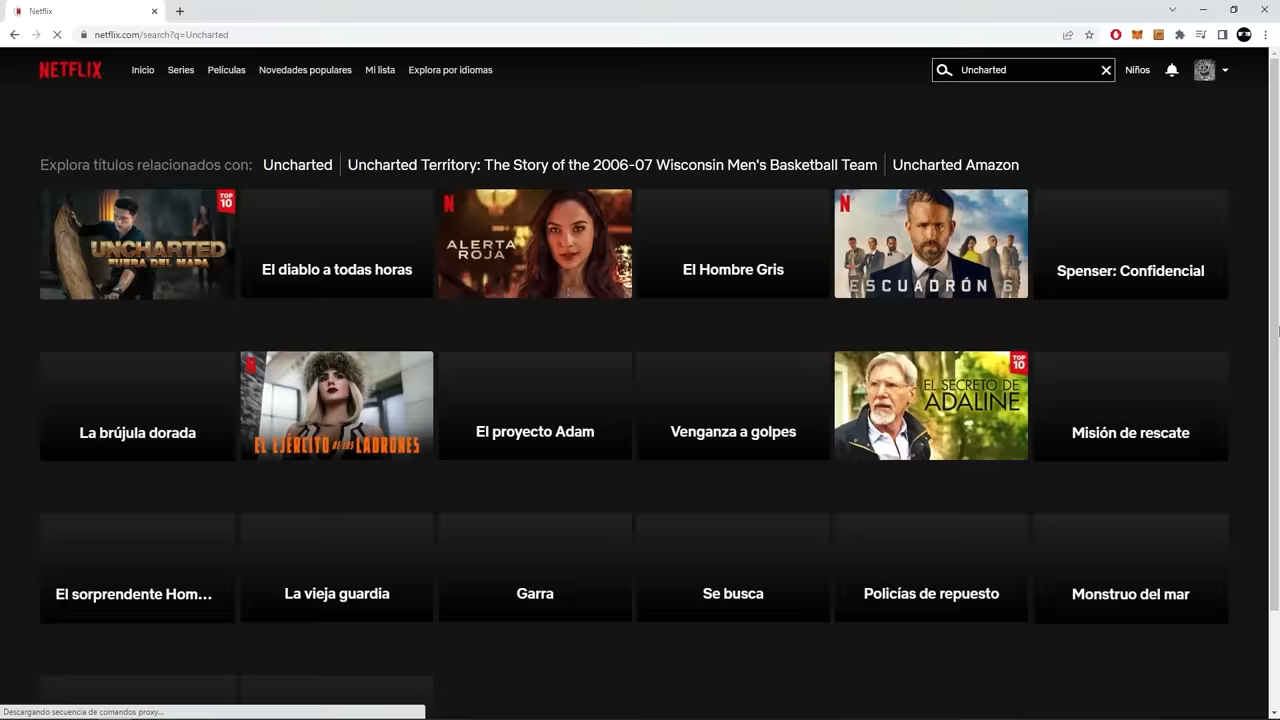 Netflix
netflix.com/search?q=Uncharted
NETFLIX
Inicio
Series
Películas
Novedades populares
Mi lista
Explora por idiomas
Uncharted
Niños
Explora títulos relacionados con:
Uncharted
Uncharted Territory: The Story of the 2006-07 Wisconsin Men's Basketball Team
Uncharted Amazon
TOP
10
UNCHARTED
FUERA DEL MAPA
El diablo a todas horas
N
ALERTA
ROJA
El Hombre Gris
N
ESCUADRÓN 6
Spenser: Confidencial
La brújula dorada
N
EL EJÉRCITO DE LOS LADRONES
El proyecto Adam
Venganza a golpes
TOP
10
EL SECRETO DE
ADALINE
Misión de rescate
El sorprendente Hom...
La vieja guardia
Garra
Se busca
Policías de repuesto
Monstruo del mar
Descargando secuencia de comandos proxy...